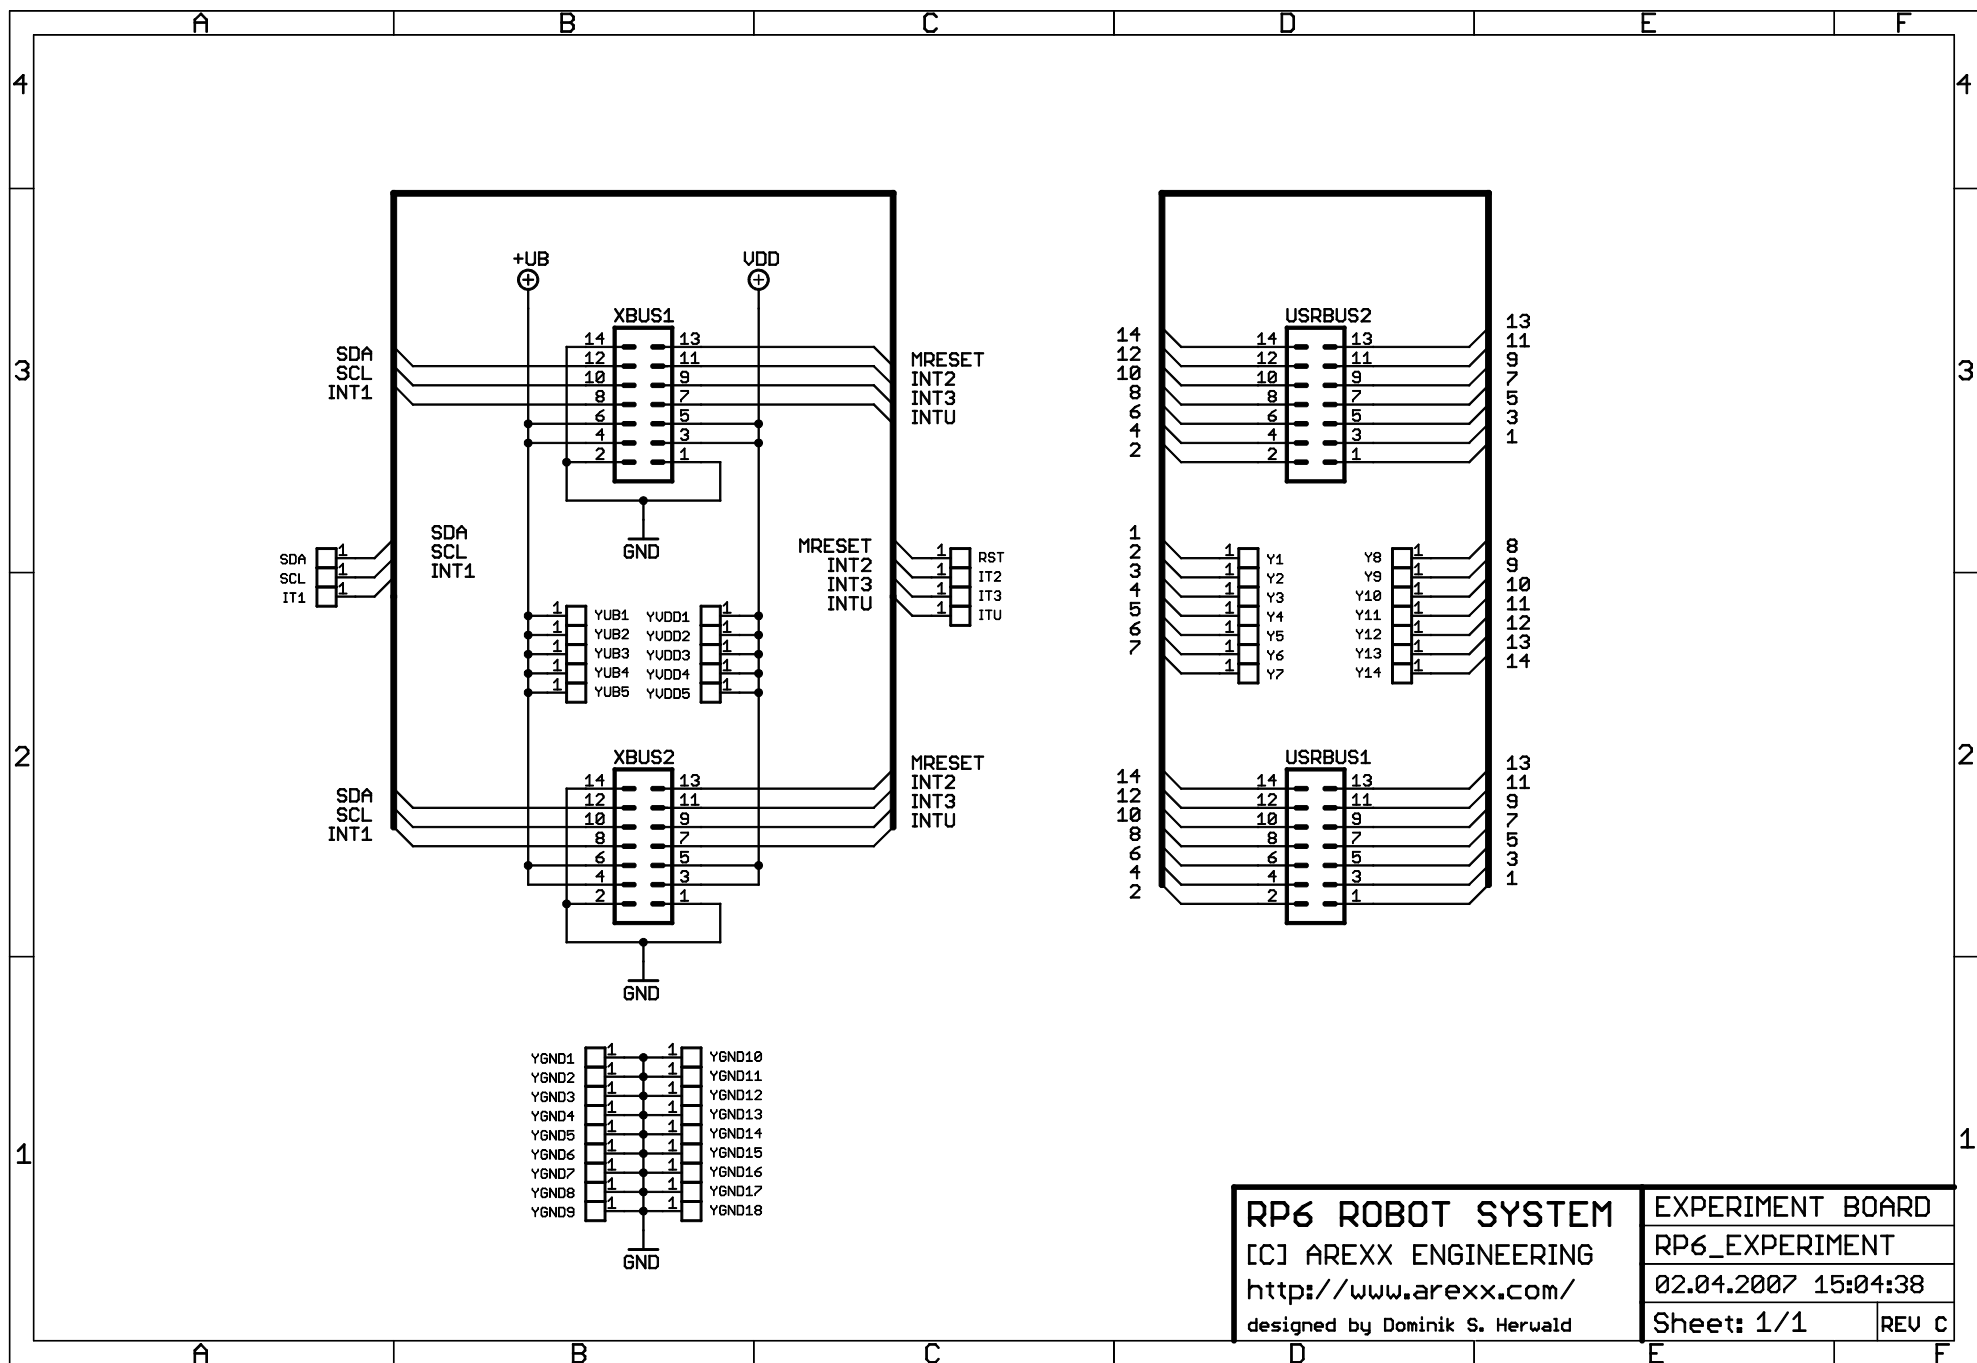 A B C D E F
4 4
+UB VDD
XBUS1 USRBUS2
14 13
12 11
10 9
8 7
6 5
4 3
2 1
SDA
SCL
INT1
MRESET
INT2
INT3
INTU
GND
14
12
10
8
6
4
2
14 13
12 11
10 9
8 7
6 5
4 3
2 1
13
11
9
7
5
3
1
3 3
SDA 1
SCL 1
IT1 1
SDA
SCL
INT1
MRESET
INT2
INT3
INTU
1 RST
1 IT2
1 IT3
1 ITU
1 YUB1 YVDD1 1
1 YUB2 YVDD2 1
1 YUB3 YVDD3 1
1 YUB4 YVDD4 1
1 YUB5 YVDD5 1
1
2
3
4
5
6
7
1 Y1 Y8 1
1 Y2 Y9 1
1 Y3 Y10 1
1 Y4 Y11 1
1 Y5 Y12 1
1 Y6 Y13 1
1 Y7 Y14 1
8
9
10
11
12
13
14
2 2
XBUS2 USRBUS1
SDA
SCL
INT1
14 13
12 11
10 9
8 7
6 5
4 3
2 1
MRESET
INT2
INT3
INTU
GND
14
12
10
8
6
4
2
14 13
12 11
10 9
8 7
6 5
4 3
2 1
13
11
9
7
5
3
1
YGND1 1 1 YGND10
YGND2 1 1 YGND11
YGND3 1 1 YGND12
YGND4 1 1 YGND13
YGND5 1 1 YGND14
YGND6 1 1 YGND15
YGND7 1 1 YGND16
YGND8 1 1 YGND17
YGND9 1 1 YGND18
GND
1 1
RP6 ROBOT SYSTEM
[C] AREXX ENGINEERING
http://www.arexx.com/
designed by Dominik S. Herwald
EXPERIMENT BOARD
RP6_EXPERIMENT
02.04.2007 15:04:38
Sheet: 1/1 REV C
A B C D E F